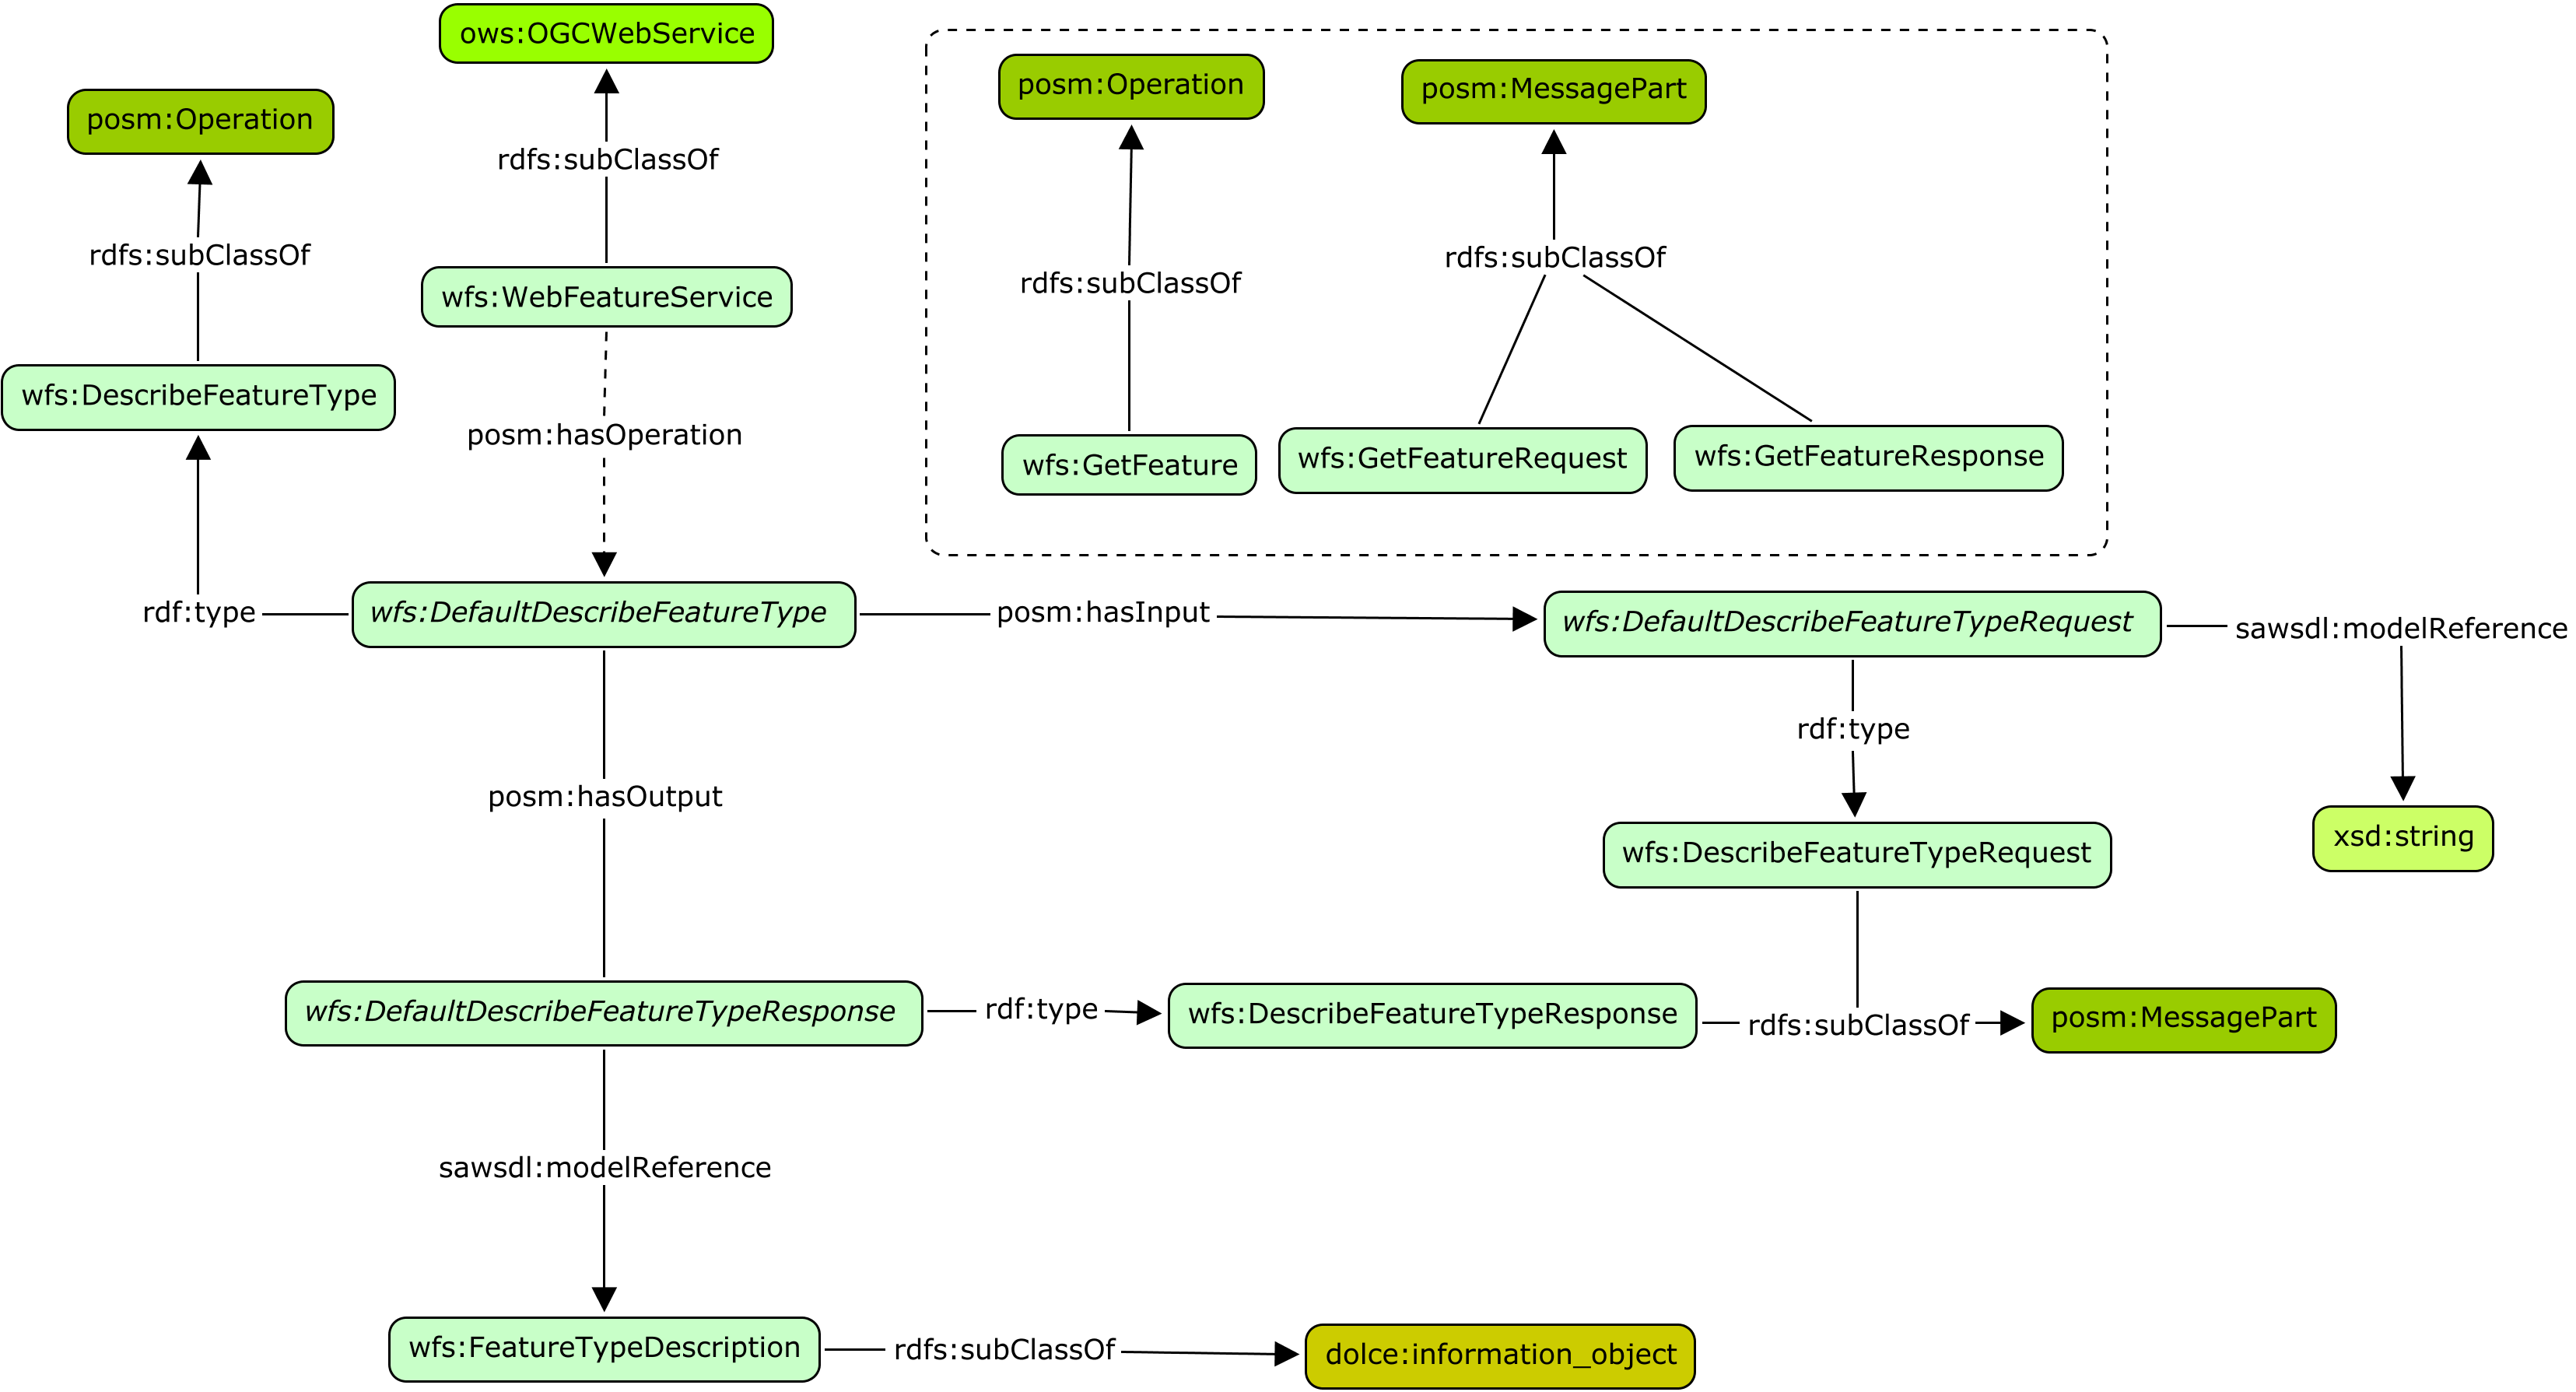 ows:OGCWebService
posm:Operation
posm:Operation
posm:MessagePart
rdfs:subClassOf
rdfs:subClassOf
rdfs:subClassOf
rdfs:subClassOf
wfs:WebFeatureService
wfs:DescribeFeatureType
posm:hasOperation
wfs:GetFeature
wfs:GetFeatureRequest
wfs:GetFeatureResponse
rdf:type
wfs:DefaultDescribeFeatureType
posm:hasInput
wfs:DefaultDescribeFeatureTypeRequest
sawsdl:modelReference
rdf:type
posm:hasOutput
wfs:DescribeFeatureTypeRequest
xsd:string
wfs:DefaultDescribeFeatureTypeResponse
rdf:type
wfs:DescribeFeatureTypeResponse
rdfs:subClassOf
posm:MessagePart
sawsdl:modelReference
wfs:FeatureTypeDescription
rdfs:subClassOf
dolce:information_object